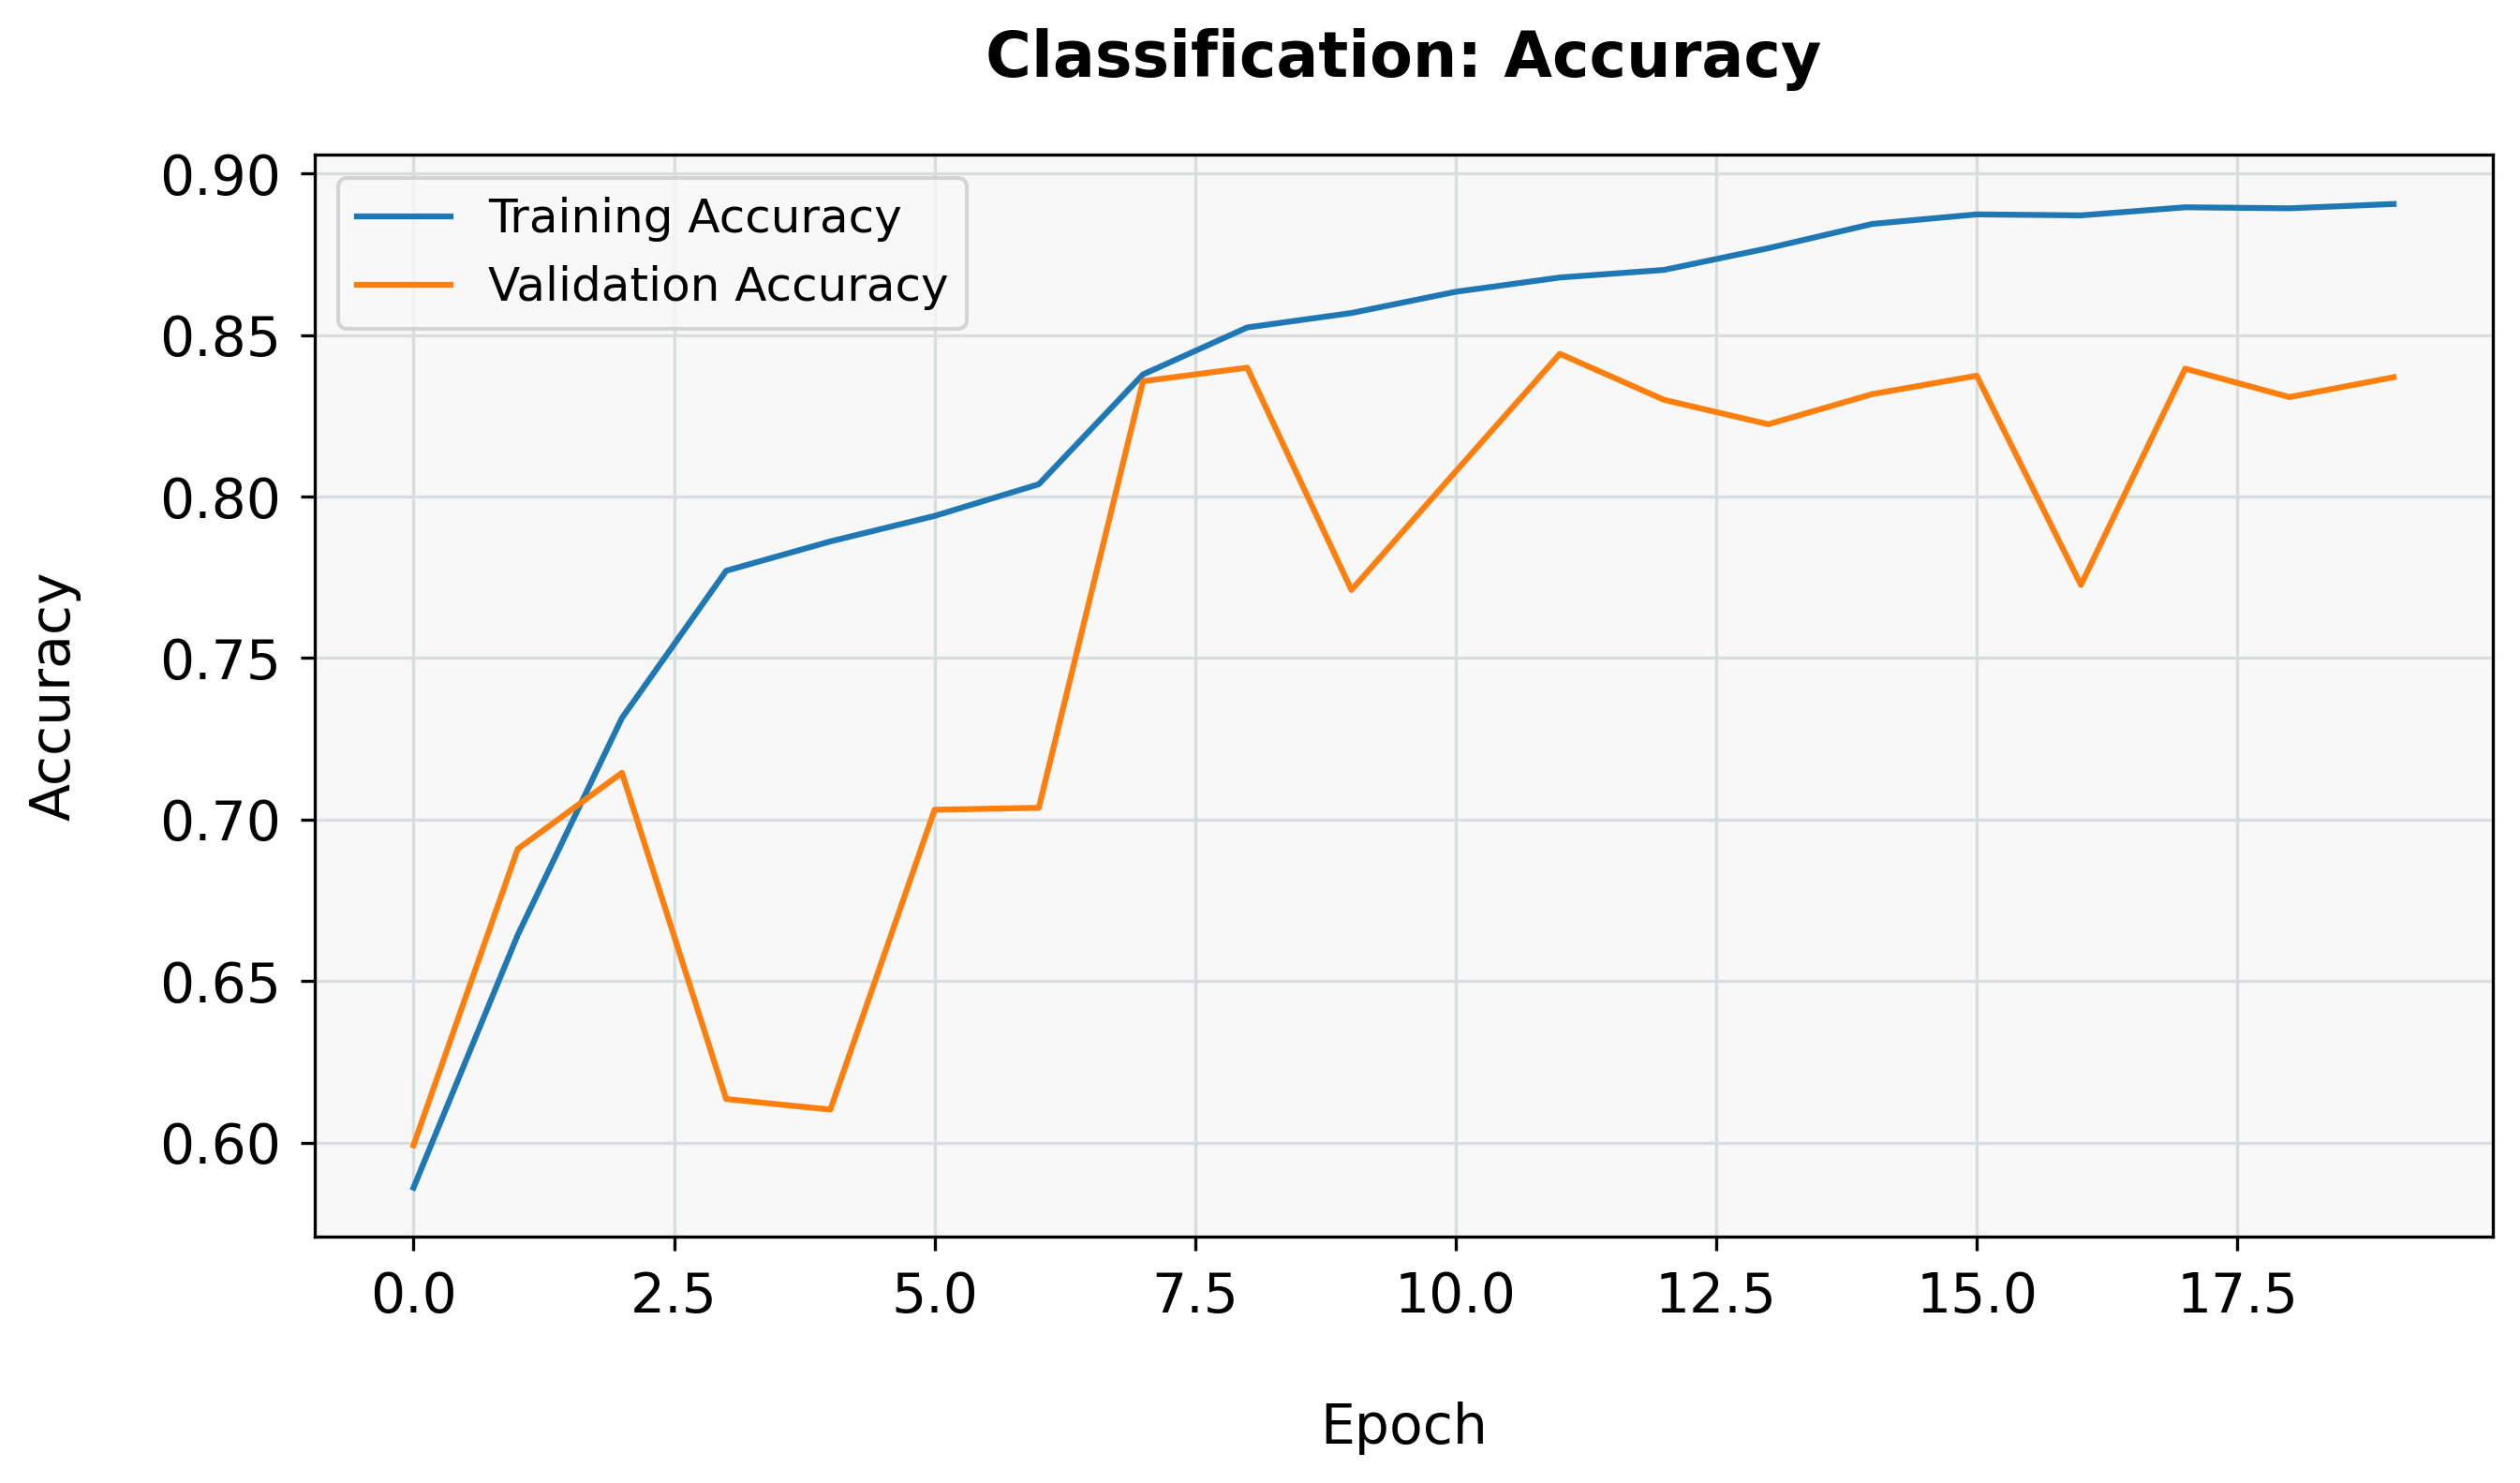 Classification: Accuracy
Training Accuracy
Validation Accuracy
0.90
0.85
0.80
0.75
0.70
0.65
0.60
Accuracy
0.0 2.5 5.0 7.5 10.0 12.5 15.0 17.5
Epoch